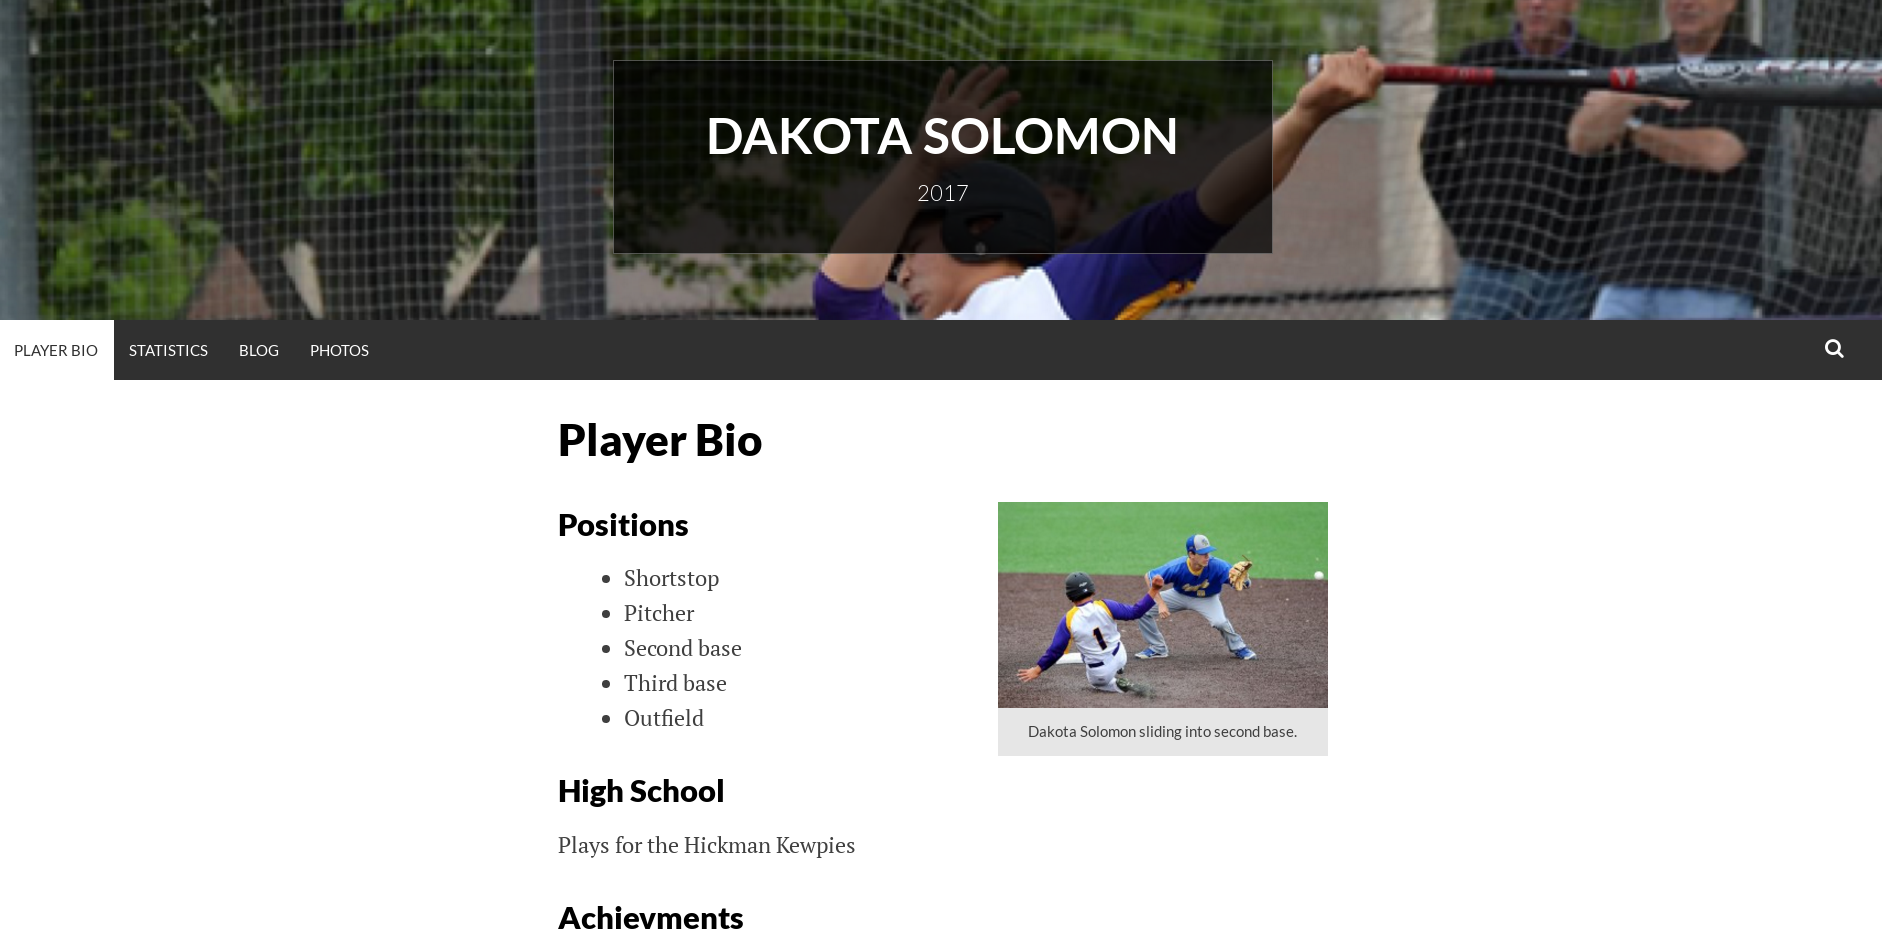 DAKOTA SOLOMON
2017
PLAYER BIO STATISTICS BLOG PHOTOS
Player Bio
Positions
Shortstop
Pitcher
Second base
Third base
Outfield
1
Dakota Solomon sliding into second base.
High School
Plays for the Hickman Kewpies
Achievments